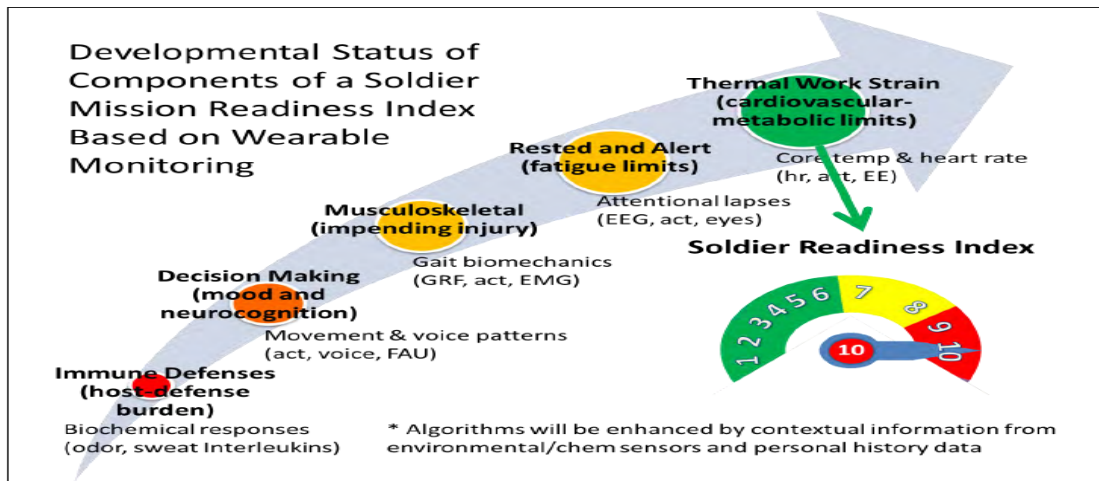 Developmental Status of
Components of a Soldier
Mission Readiness Index
Based on Wearable
Monitoring
Thermal Work Strain
(cardiovascular-
metabolic limits)
Core temp & heart rate
(hr, act, EE)
Rested and Alert
(fatigue limits)
Attentional lapses
(EEG, act, eyes)
Musculoskeletal
(impending injury)
Gait biomechanics
(GRF, act, EMG)
Decision Making
(mood and
neurocognition)
Movement & voice patterns
(act, voice, FAU)
Immune Defenses
(host-defense
burden)
Biochemical responses
(odor, sweat Interleukins)
Soldier Readiness Index
1 2 3 4 5 6 7 8 9 10
10
* Algorithms will be enhanced by contextual information from
environmental/chem sensors and personal history data